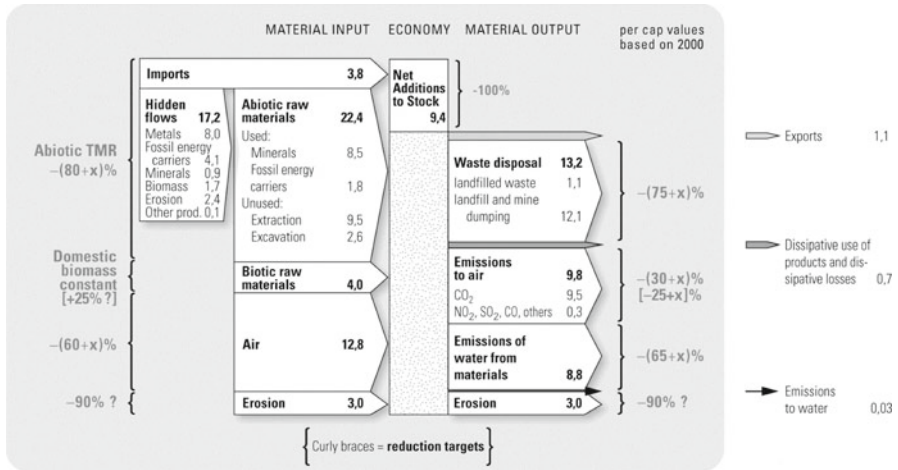 MATERIAL INPUT ECONOMY MATERIAL OUTPUT
per cap values
based on 2000
Abiotic TMR
–(80+x)%
Domestic
biomass
constant
[+25% ?]
–(60+x)%
–90% ?
Imports 3,8
Hidden
flows 17,2
Metals 8,0
Fossil energy
carriers 4,1
Minerals 0,9
Biomass 1,7
Erosion 2,4
Other prod. 0,1
Abiotic raw
materials 22,4
Used:
Minerals 8,5
Fossil energy
carriers 1,8
Unused:
Extraction 9,5
Excavation 2,6
Biotic raw
materials 4,0
Air 12,8
Erosion 3,0
Net
Additions
to Stock
9,4
-100%
Waste disposal 13,2
landfilled waste 1,1
landfill and mine
dumping 12,1
Emissions
to air 9,8
CO2 9,5
NO2, SO2, CO, others 0,3
Emissions of
water from
materials 8,8
Erosion 3,0
–(75+x)%
–(30+x)%
[–25+x]%
–(65+x)%
–90% ?
Exports 1,1
Dissipative use of
products and dis-
sipative losses 0,7
Emissions
to water 0,03
{Curly braces = reduction targets}